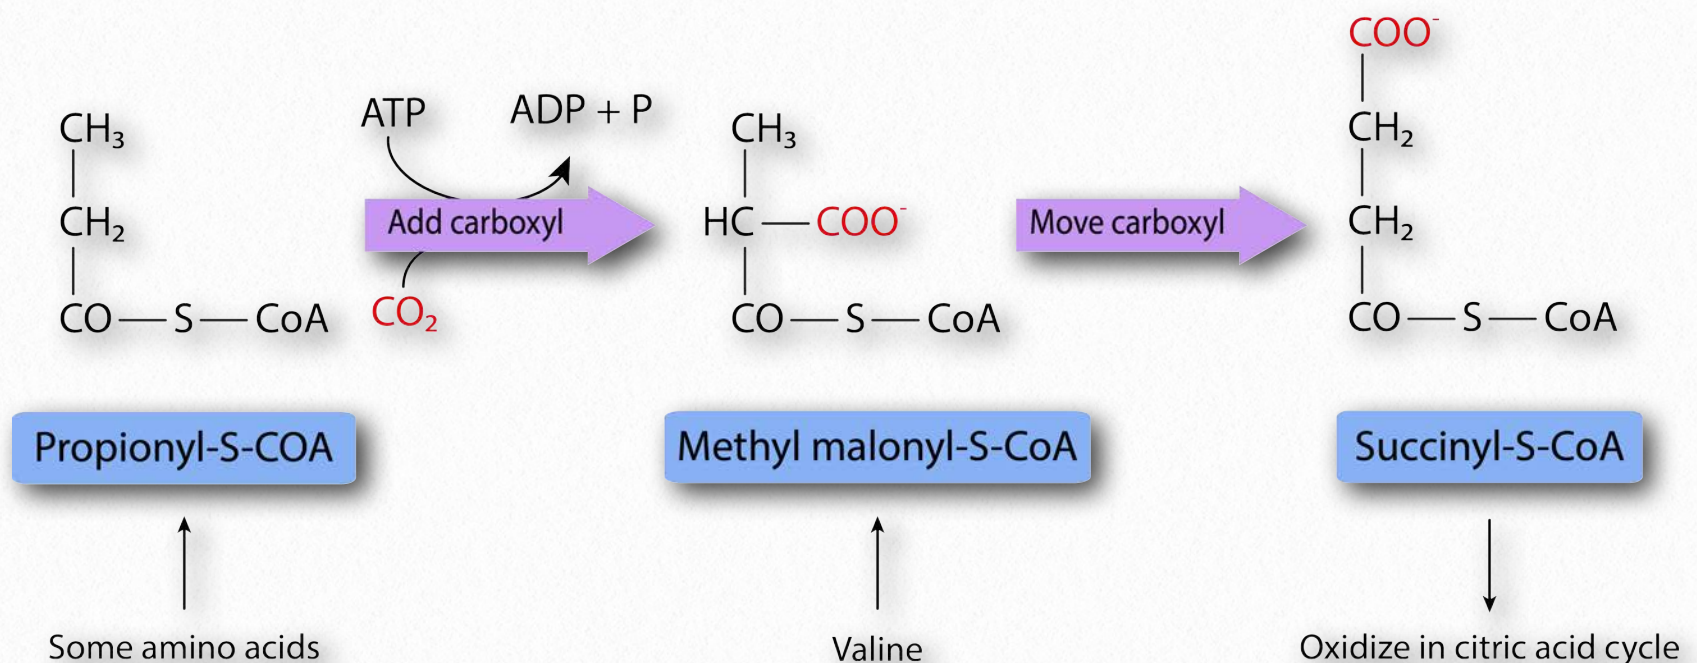 COO⁻
ATP
ADP + P
CH₃
CH₃
CH₂
CH₂
Add carboxyl
HC — COO⁻
Move carboxyl
CH₂
CO₂
CO — S — CoA
CO — S — CoA
CH₂
CO — S — CoA
Propionyl-S-COA
Methyl malonyl-S-CoA
Succinyl-S-CoA
Some amino acids
Valine
Oxidize in citric acid cycle